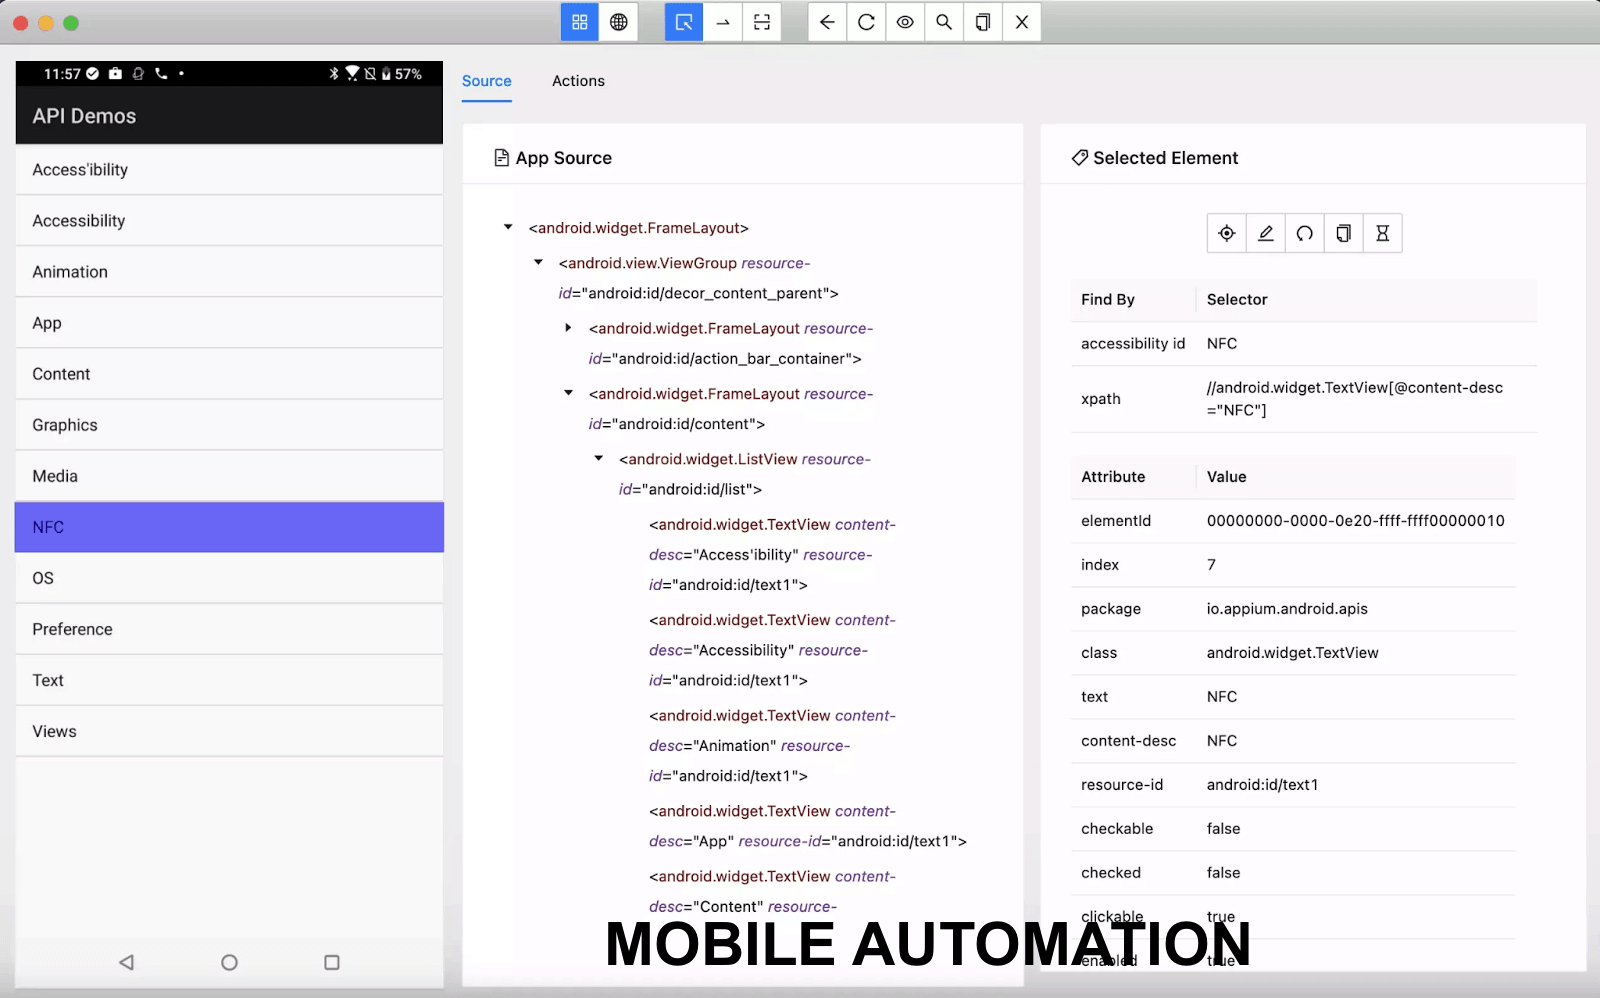 11:57
57%
API Demos
Access'ibility
Accessibility
Animation
App
Content
Graphics
Media
NFC
OS
Preference
Text
Views
Source Actions
App Source
<android.widget.FrameLayout>
<android.view.ViewGroup resource-
id="android:id/decor_content_parent">
<android.widget.FrameLayout resource-
id="android:id/action_bar_container">
<android.widget.FrameLayout resource-
id="android:id/content">
<android.widget.ListView resource-
id="android:id/list">
<android.widget.TextView content-
desc="Access'ibility" resource-
id="android:id/text1">
<android.widget.TextView content-
desc="Accessibility" resource-
id="android:id/text1">
<android.widget.TextView content-
desc="Animation" resource-
id="android:id/text1">
<android.widget.TextView content-
desc="App" resource-id="android:id/text1">
<android.widget.TextView content-
desc="Content" resource-
Selected Element
Find By Selector
accessibility id NFC
xpath //android.widget.TextView[@content-desc
="NFC"]
Attribute Value
elementId 00000000-0000-0e20-ffff-ffff00000010
index 7
package io.appium.android.apis
class android.widget.TextView
text NFC
content-desc NFC
resource-id android:id/text1
checkable false
checked false
clickable true
enabled true
MOBILE AUTOMATION